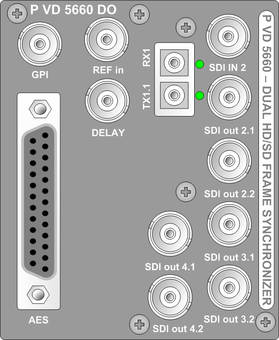 P VD 5660 DO
GPI
REF in
RX1
SDI IN 2
TX1.1
DELAY
SDI out 2.1
SDI out 2.2
SDI out 3.1
SDI out 4.1
SDI out 3.2
SDI out 4.2
AES
P VD 5660 – DUAL HD/SD FRAME SYNCHRONIZER